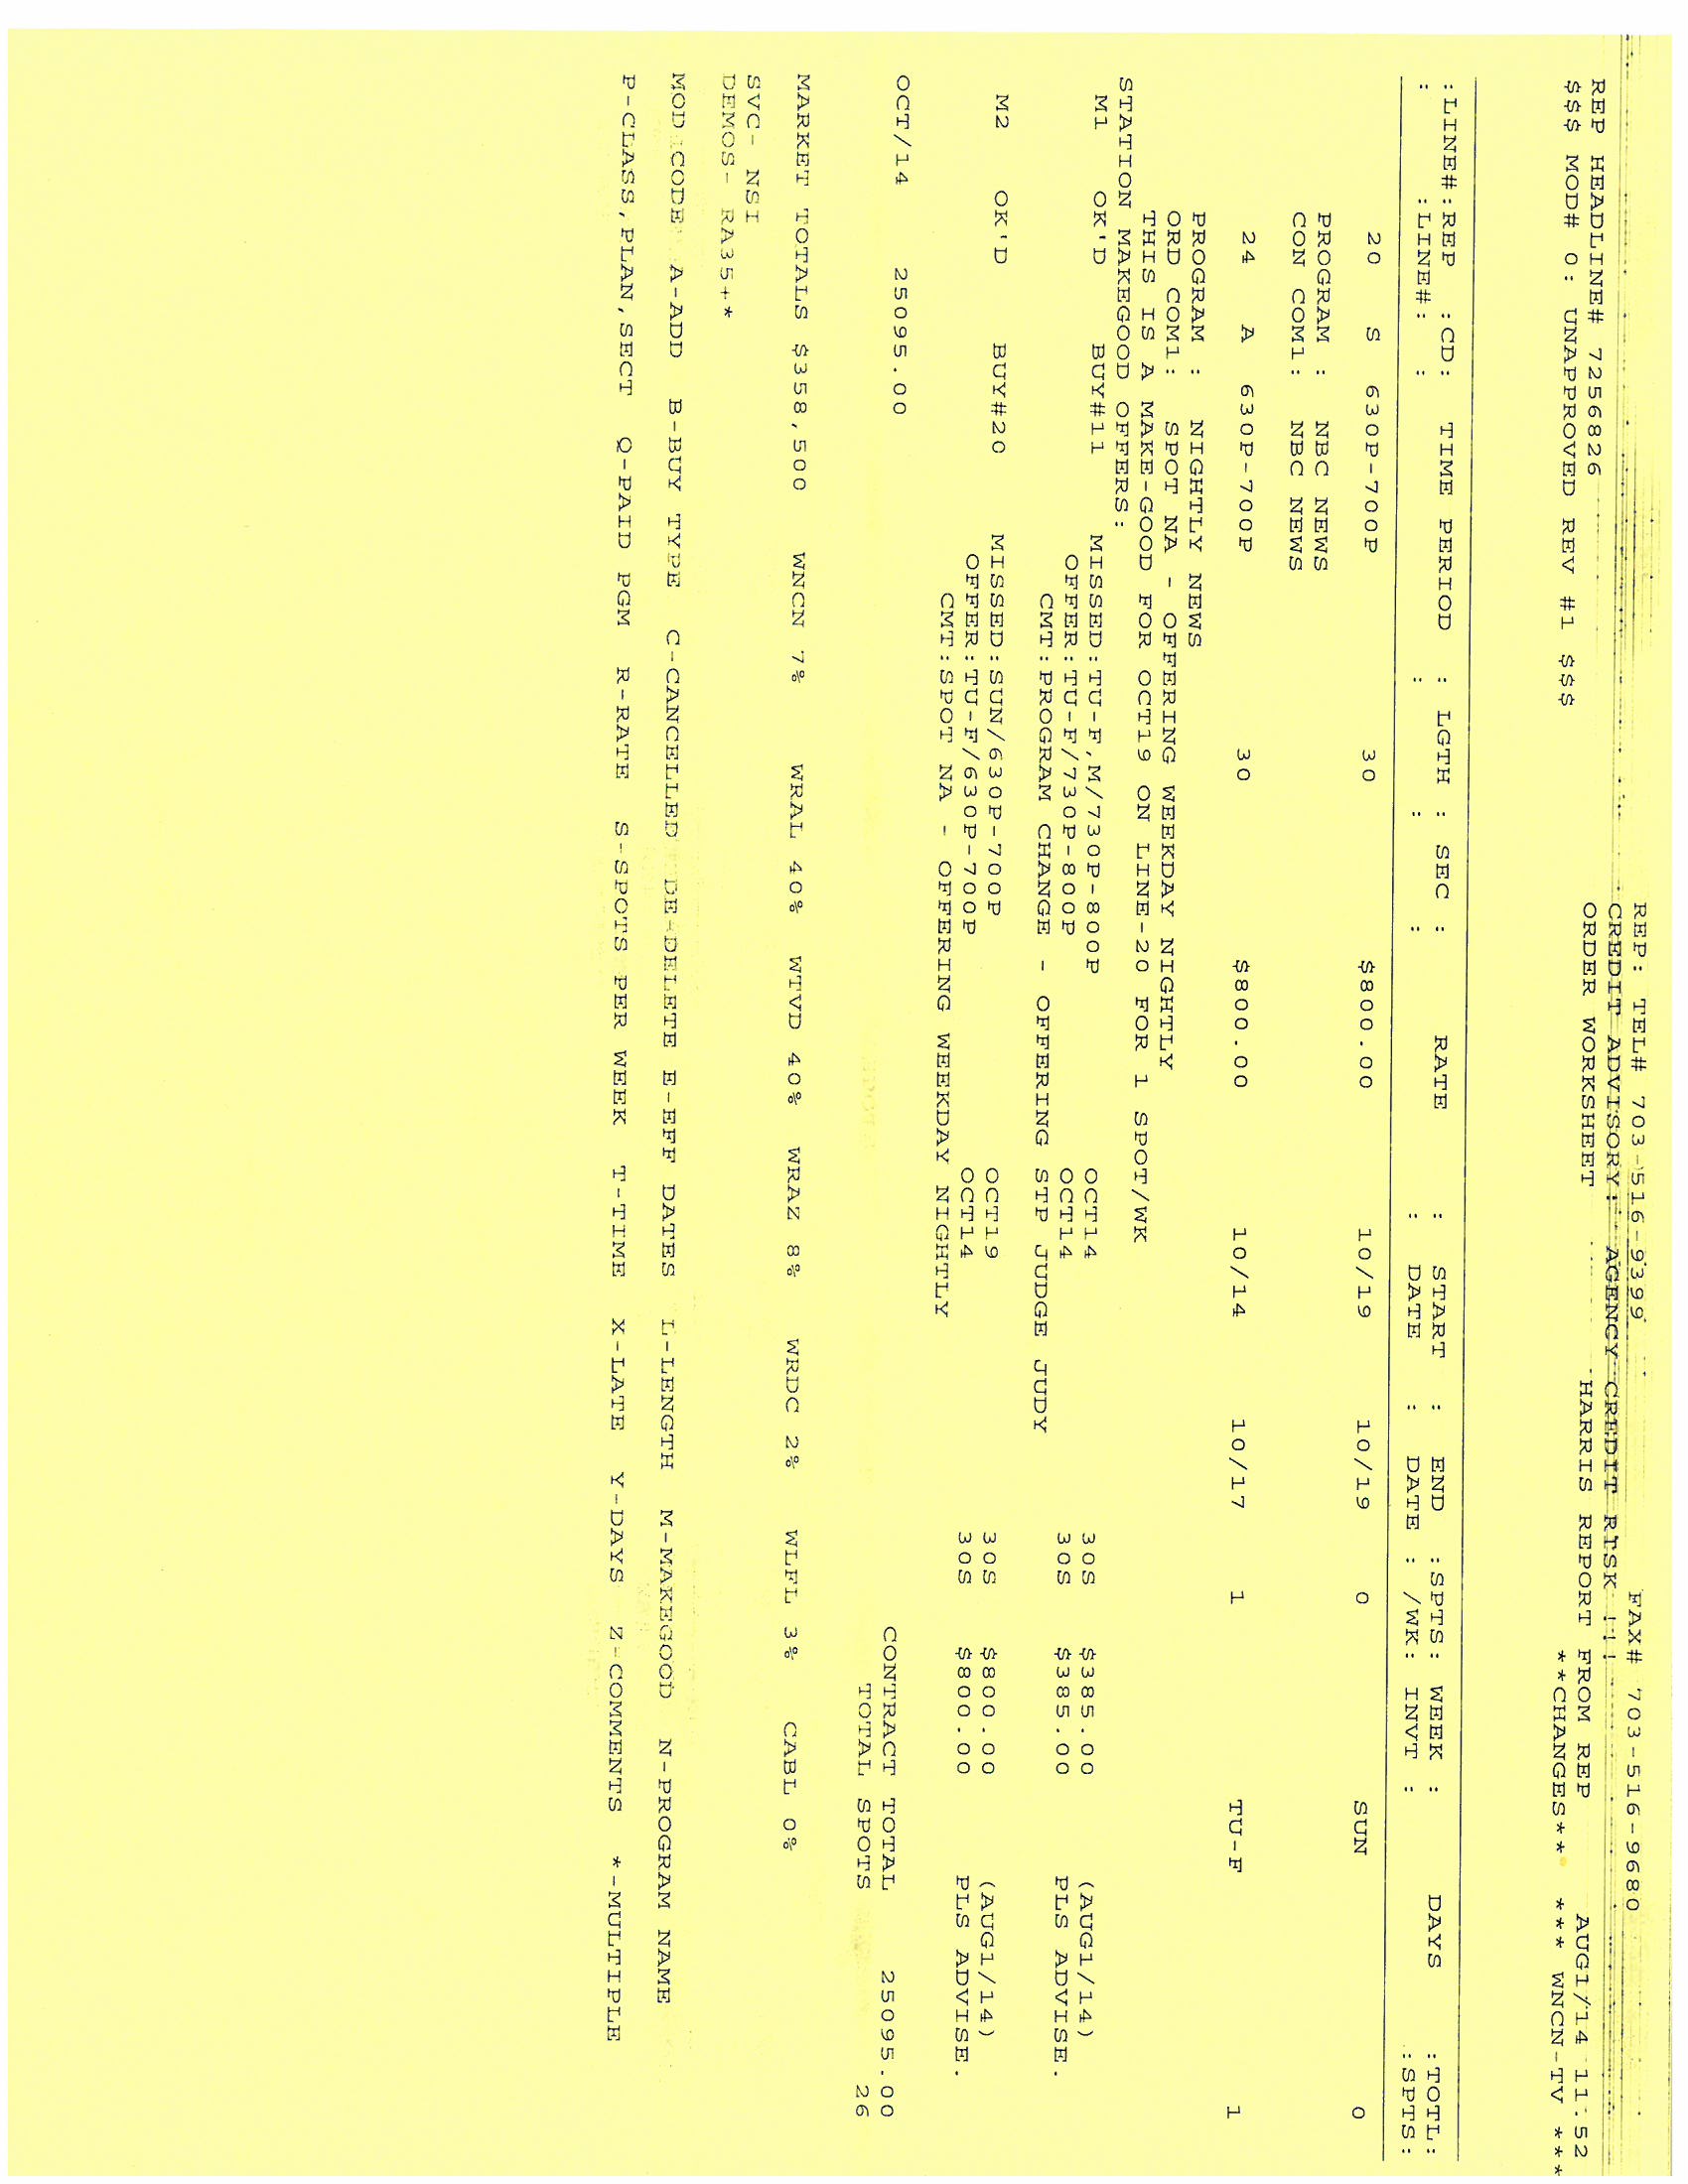 REP: TEL# 703-516-9399 FAX# 703-516-9680
CREDIT ADVISORY: AGENCY CREDIT RISK !!!
REP HEADLINE# 7256826 ORDER WORKSHEET HARRIS REPORT FROM REP AUG1/14 11:52
$$$ MOD# 0: UNAPPROVED REV #1 $$$ **CHANGES** *** WNCN-TV ***
:LINE#:REP :CD: TIME PERIOD : LGTH : SEC : RATE : START : END :SPTS: WEEK : DAYS :TOTL:
: :LINE#: : : : : : DATE : DATE : /WK: INVT : :SPTS:
20 S 630P-700P 30 $800.00 10/19 10/19 0 SUN 0
PROGRAM : NBC NEWS
CON COM1: NBC NEWS
24 A 630P-700P 30 $800.00 10/14 10/17 1 TU-F 1
PROGRAM : NIGHTLY NEWS
ORD COM1: SPOT NA - OFFERING WEEKDAY NIGHTLY
THIS IS A MAKE-GOOD FOR OCT19 ON LINE-20 FOR 1 SPOT/WK
STATION MAKEGOOD OFFERS:
M1 OK'D BUY#11 MISSED:TU-F,M/730P-800P OCT14 30S $385.00 (AUG1/14)
OFFER:TU-F/730P-800P OCT14 30S $385.00 PLS ADVISE.
CMT:PROGRAM CHANGE - OFFERING STP JUDGE JUDY
M2 OK'D BUY#20 MISSED:SUN/630P-700P OCT19 30S $800.00 (AUG1/14)
OFFER:TU-F/630P-700P OCT14 30S $800.00 PLS ADVISE.
CMT:SPOT NA - OFFERING WEEKDAY NIGHTLY
OCT/14 25095.00 CONTRACT TOTAL 25095.00
TOTAL SPOTS 26
MARKET TOTALS $358,500 WNCN 7% WRAL 40% WTVD 40% WRAZ 8% WRDC 2% WLFL 3% CABL 0%
SVC- NSI
DEMOS- RA35+*
MOD CODE A-ADD B-BUY TYPE C-CANCELLED DE-DELETE E-EFF DATES L-LENGTH M-MAKEGOOD N-PROGRAM NAME
P-CLASS,PLAN,SECT Q-PAID PGM R-RATE S-SPOTS PER WEEK T-TIME X-LATE Y-DAYS Z-COMMENTS *-MULTIPLE